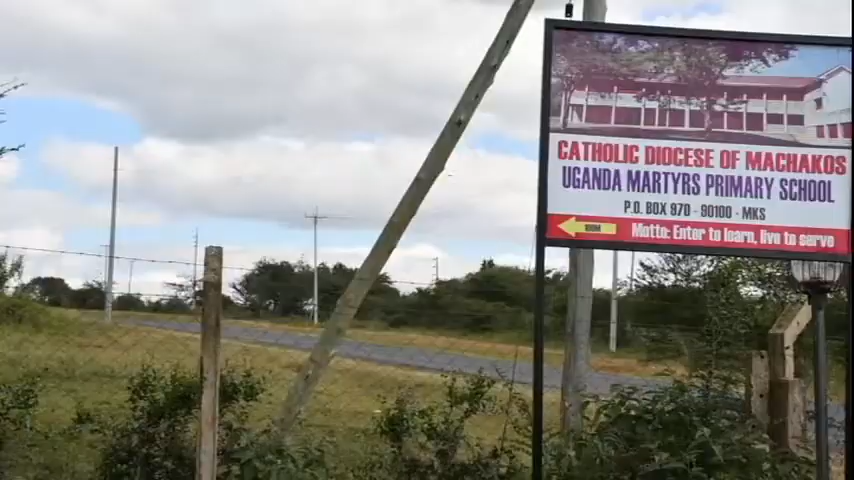 CATHOLIC DIOCESE OF MACHAKOS
UGANDA MARTYRS PRIMARY SCHOOL
P.O. BOX 970 - 90100 - MKS
100M
Motto: Enter to learn, live to serve